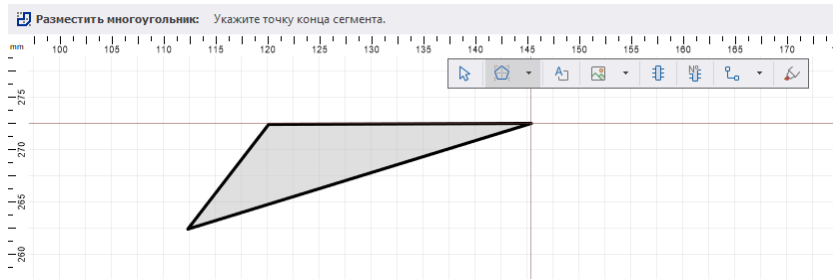 Разместить многоугольник: Укажите точку конца сегмента.
mm 100 105 110 115 120 125 130 135 140 145 150 155 160 165 170
275
270
265
260